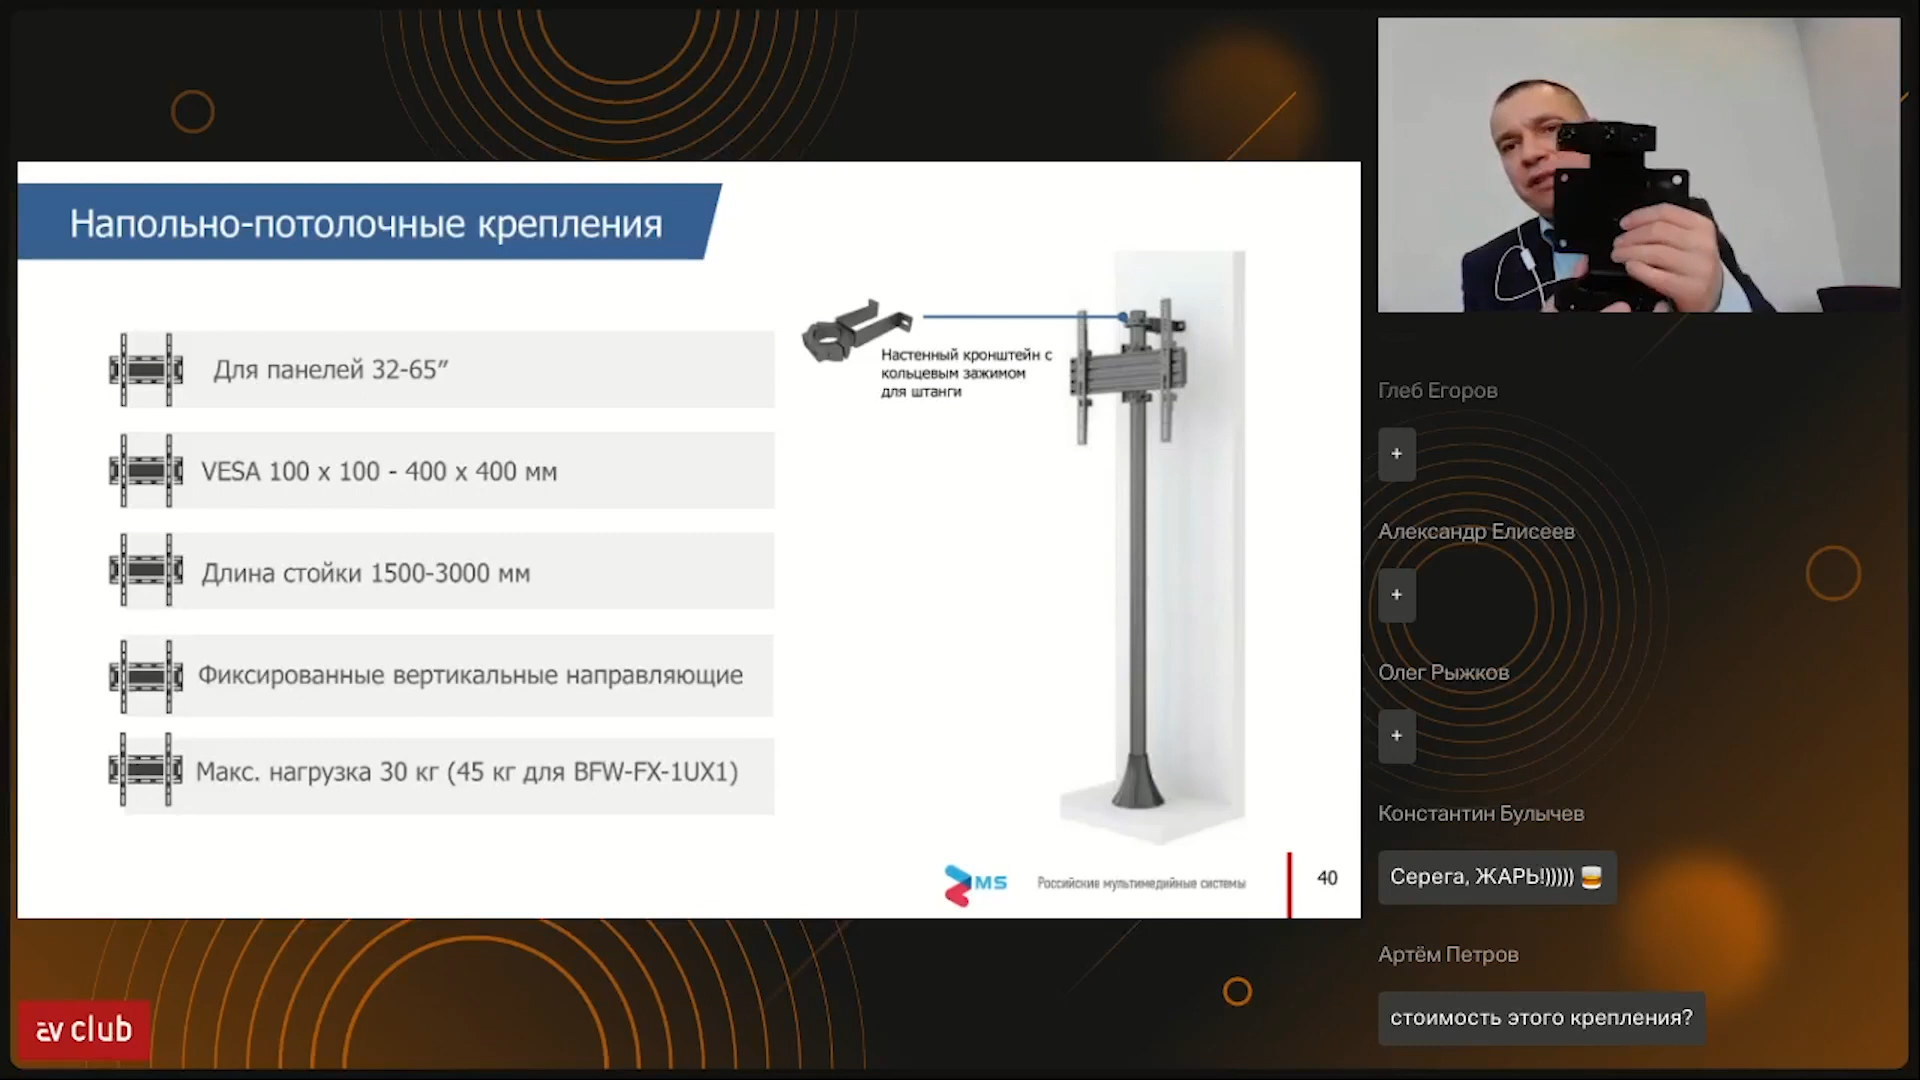 Напольно-потолочные крепления
Для панелей 32-65″
VESA 100 x 100 - 400 x 400 мм
Длина стойки 1500-3000 мм
Фиксированные вертикальные направляющие
Макс. нагрузка 30 кг (45 кг для BFW-FX-1UX1)
Настенный кронштейн с
кольцевым зажимом
для штанги
MS
Российские мультимедийные системы
40
av club
Глеб Егоров
+
Александр Елисеев
+
Олег Рыжков
+
Константин Булычев
Серега, ЖАРЬ!))))) 🥃
Артём Петров
стоимость этого крепления?